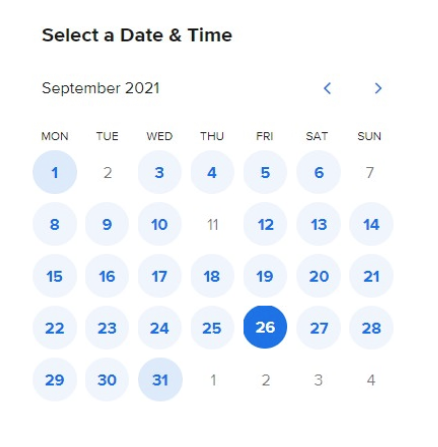 Select a Date & Time
September 2021
MON TUE WED THU FRI SAT SUN
1 2 3 4 5 6 7
8 9 10 11 12 13 14
15 16 17 18 19 20 21
22 23 24 25 26 27 28
29 30 31 1 2 3 4